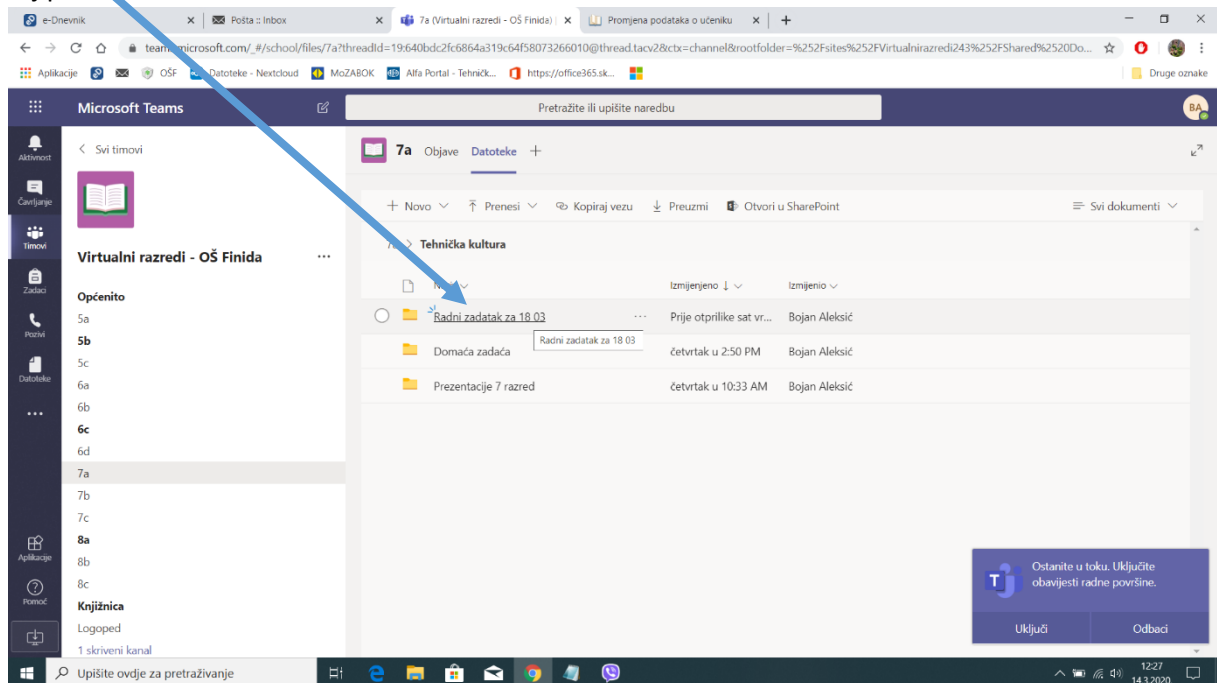 e-Dnevnik
Pošta :: Inbox
7a (Virtualni razredi - OŠ Finida)
Promjena podataka o učeniku
teams.microsoft.com/_#/school/files/7a?threadId=19:640bdc2fc6864a319c64f58073266010@thread.tacv2&ctx=channel&rootfolder=%252Fsites%252FVirtualnirazredi243%252FShared%2520Do...
Aplikacije
OŠF
Datoteke - Nextcloud
MoZABOK
Alfa Portal - Tehničk...
https://office365.sk...
Druge oznake
Microsoft Teams
Pretražite ili upišite naredbu
BA
Aktivnost
Čavrljanje
Timovi
Zadaci
Pozivi
Datoteke
Aplikacije
Pomoć
Svi timovi
Virtualni razredi - OŠ Finida
Općenito
5a
5b
5c
6a
6b
6c
6d
7a
7b
7c
8a
8b
8c
Knjižnica
Logoped
1 skriveni kanal
7a Objave Datoteke
Novo Prenesi Kopiraj vezu Preuzmi Otvori u SharePoint Svi dokumenti
Tehnička kultura
Izmijenjeno Izmijenio
Radni zadatak za 18 03 Prije otprilike sat vr... Bojan Aleksić
Radni zadatak za 18 03
Domaća zadaća četvrtak u 2:50 PM Bojan Aleksić
Prezentacije 7 razred četvrtak u 10:33 AM Bojan Aleksić
Ostanite u toku. Uključite
obavijesti radne površine.
Uključi Odbaci
Upišite ovdje za pretraživanje
12:27
14.3.2020.